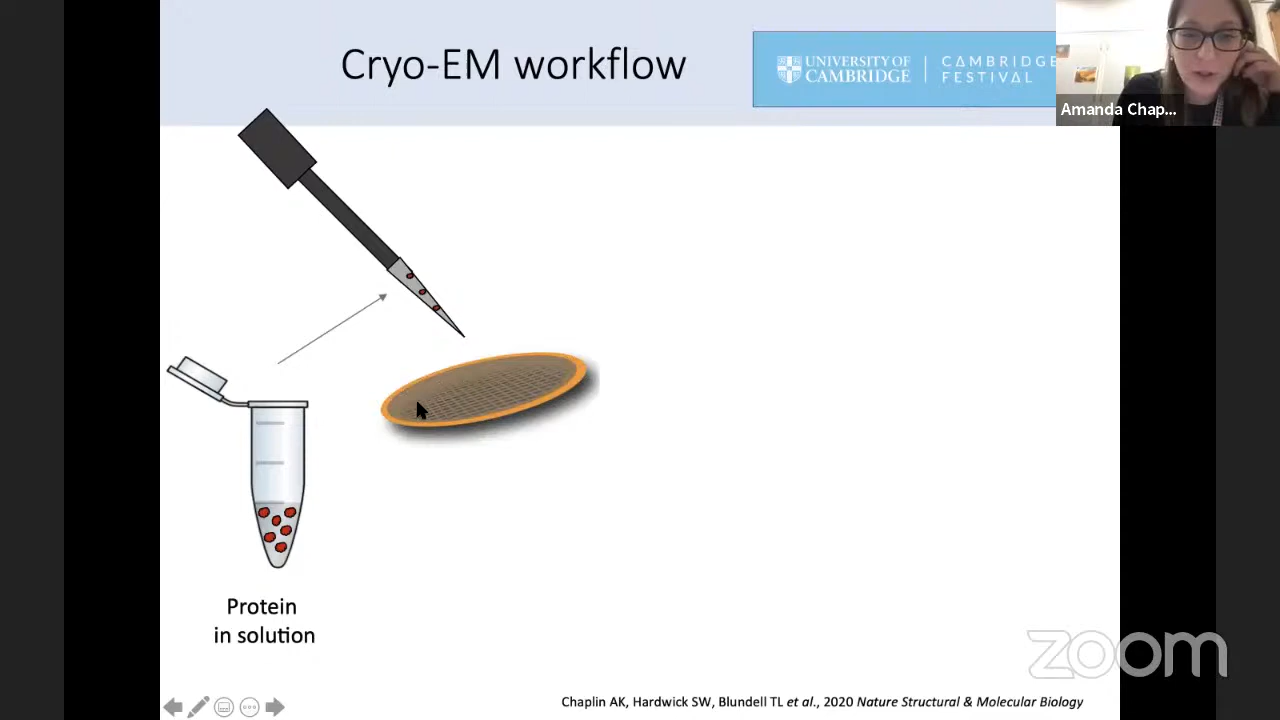 Cryo-EM workflow
UNIVERSITY OF
CAMBRIDGE
CAMBRIDGE
FESTIVAL
Amanda Chap...
Protein
in solution
zoom
Chaplin AK, Hardwick SW, Blundell TL et al., 2020 Nature Structural & Molecular Biology